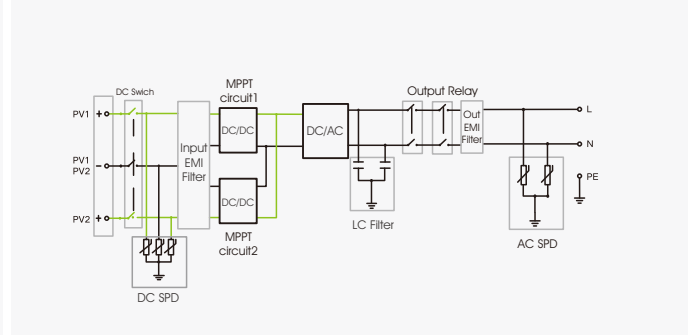 DC Swich
MPPT
circuit1
Output Relay
PV1 +
L
DC/DC
DC/AC
Out
EMI
Filter
Input
EMI
Filter
N
PV1
PV2 -
PE
DC/DC
PV2 +
LC Filter
MPPT
circuit2
AC SPD
DC SPD